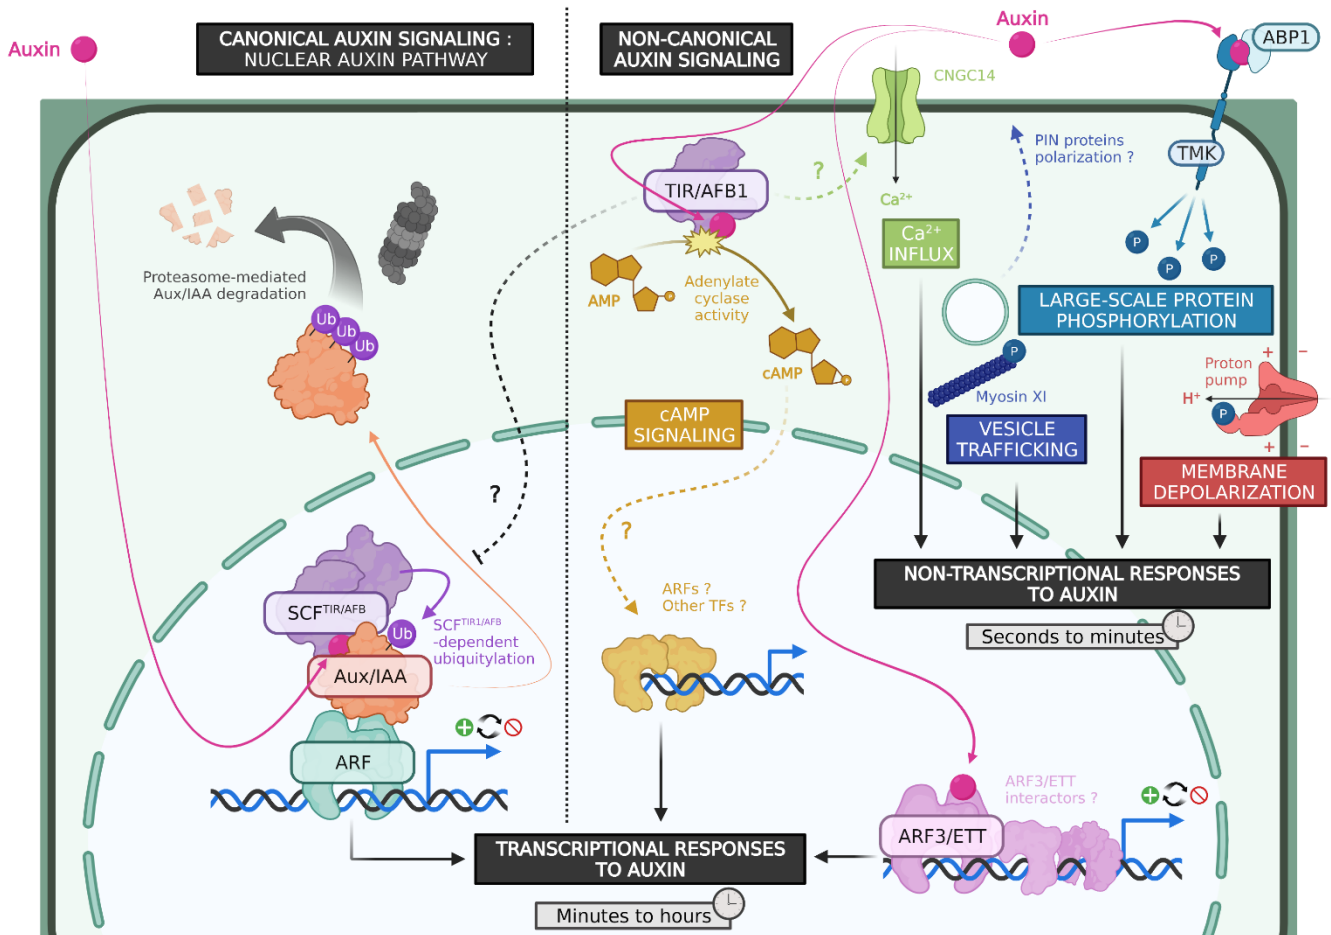 Auxin
CANONICAL AUXIN SIGNALING :
NUCLEAR AUXIN PATHWAY
NON-CANONICAL
AUXIN SIGNALING
Auxin
ABP1
CNGC14
PIN proteins
polarization ?
TMK
TIR/AFB1
?
Ca²⁺
Ca²⁺
INFLUX
P
P
P
Proteasome-mediated
Aux/IAA degradation
AMP
P
Adenylate
cyclase
activity
LARGE-SCALE PROTEIN
PHOSPHORYLATION
Ub
Ub
Ub
cAMP
P
P
Myosin XI
Proton
pump
+ −
H⁺
P
+ −
cAMP
SIGNALING
VESICLE
TRAFFICKING
MEMBRANE
DEPOLARIZATION
?
?
NON-TRANSCRIPTIONAL RESPONSES
TO AUXIN
Seconds to minutes
ARFs ?
Other TFs ?
SCFᵀᴵᴿ/ᴬᶠᴮ
Ub
SCFᵀᴵᴿ¹/ᴬᶠᴮ
-dependent
ubiquitylation
Aux/IAA
ARF
+
ARF3/ETT
interactors ?
+
ARF3/ETT
TRANSCRIPTIONAL RESPONSES
TO AUXIN
Minutes to hours